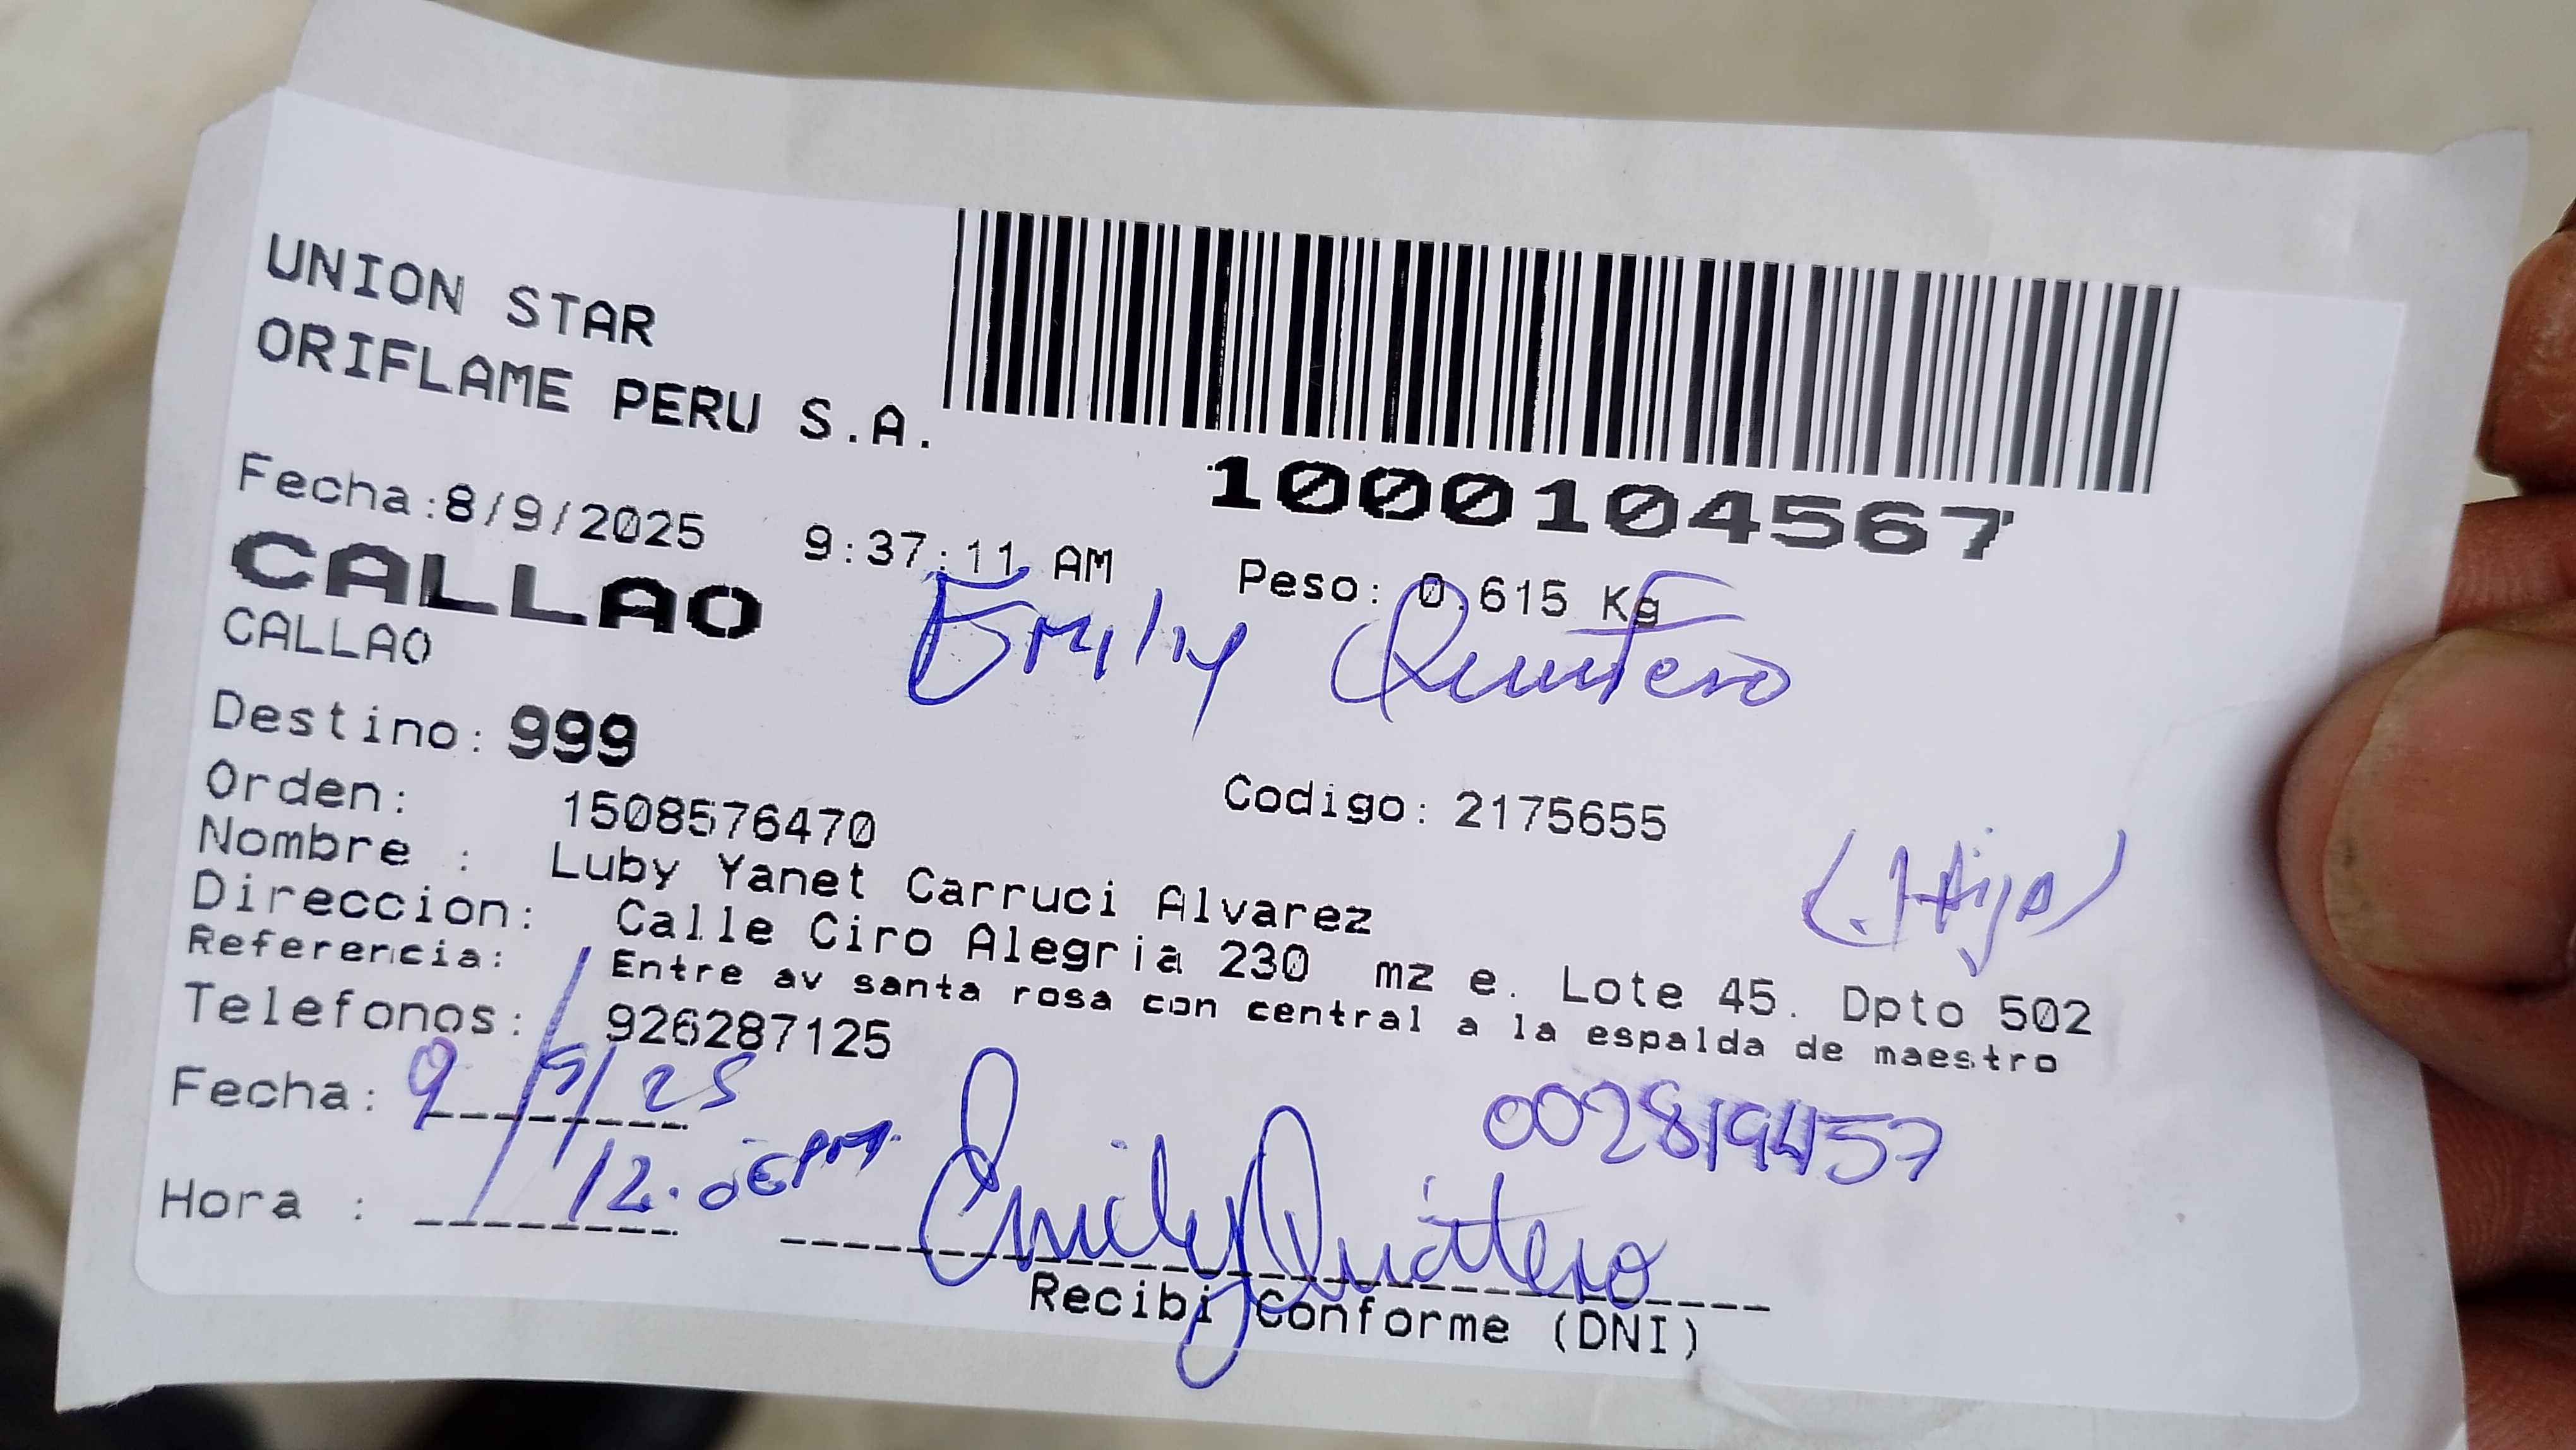 UNION STAR
ORIFLAME PERU S.A.
1000104567
Fecha:8/9/2025 9:37:11 AM Peso: 0.615 Kg
CALLAO
CALLAO
Emily Quintero
Destino: 999
Orden: 1508576470 Codigo: 2175655
Nombre : Luby Yanet Carruci Alvarez
(Hija)
Direccion: Calle Ciro Alegria 230 mz e. Lote 45. Dpto 502
Referencia: Entre av santa rosa con central a la espalda de maestro
Telefonos: 926287125
Fecha: 9/9/25
002819457
Hora : 12.06PM
Emily Quintero
Recibi Conforme (DNI)